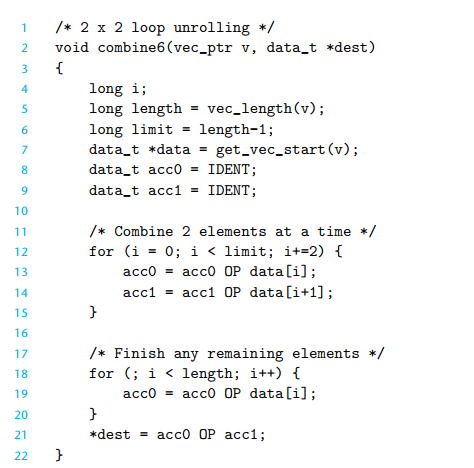 1 /* 2 x 2 loop unrolling */
2 void combine6(vec_ptr v, data_t *dest)
3 {
4     long i;
5     long length = vec_length(v);
6     long limit = length-1;
7     data_t *data = get_vec_start(v);
8     data_t acc0 = IDENT;
9     data_t acc1 = IDENT;
10
11     /* Combine 2 elements at a time */
12     for (i = 0; i < limit; i+=2) {
13         acc0 = acc0 OP data[i];
14         acc1 = acc1 OP data[i+1];
15     }
16
17     /* Finish any remaining elements */
18     for (; i < length; i++) {
19         acc0 = acc0 OP data[i];
20     }
21     *dest = acc0 OP acc1;
22 }